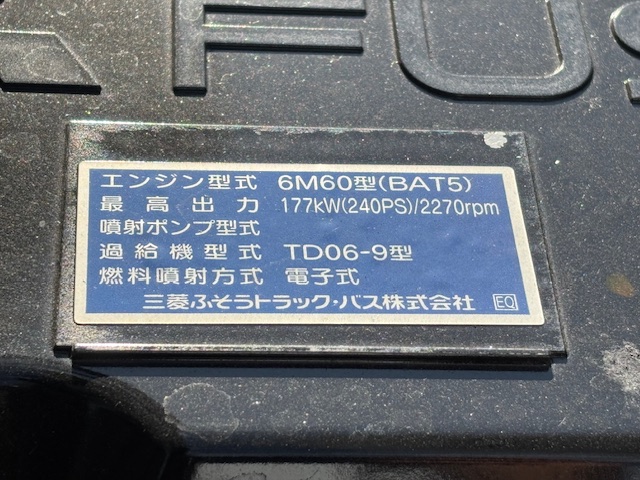 FUS
エンジン型式 6M60型(BAT5)
最高出力 177kW(240PS)/2270rpm
噴射ポンプ型式
過給機型式 TD06-9型
燃料噴射方式 電子式
三菱ふそうトラック・バス株式会社 EQ